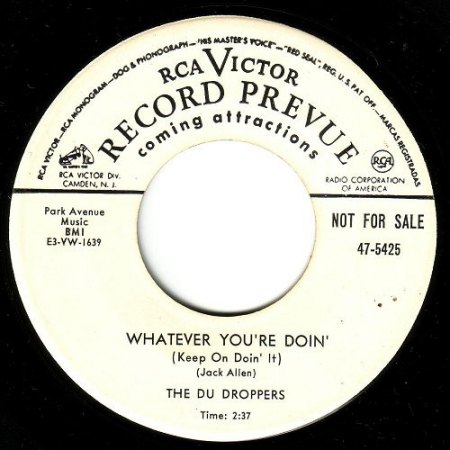 RCA VICTOR—RCA MONOGRAM—DOG & PHONOGRAPH—"HIS MASTER'S VOICE"—"RED SEAL", REG. U.S. PAT OFF.—MARCAS REGISTRADAS
RCA VICTOR
RECORD PREVUE
coming attractions
RCA VICTOR DIV.
CAMDEN, N. J.
RCA
RADIO CORPORATION
OF AMERICA
Park Avenue
Music
BMI
E3-VW-1639
NOT FOR SALE
47-5425
WHATEVER YOU'RE DOIN'
(Keep On Doin' It)
(Jack Allen)
THE DU DROPPERS
Time: 2:37